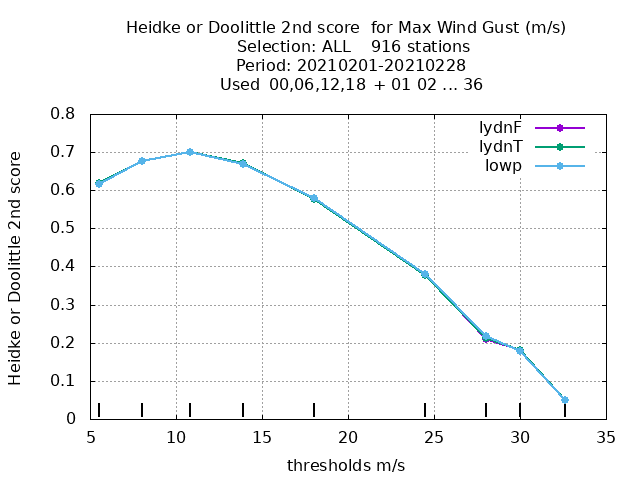 Heidke or Doolittle 2nd score  for Max Wind Gust (m/s)
Selection: ALL    916 stations
Period: 20210201-20210228
Used  00,06,12,18  + 01 02 ... 36
Heidke or Doolittle 2nd score
0.8
0.7
0.6
0.5
0.4
0.3
0.2
0.1
0
lydnF
lydnT
lowp
5 10 15 20 25 30 35
thresholds m/s